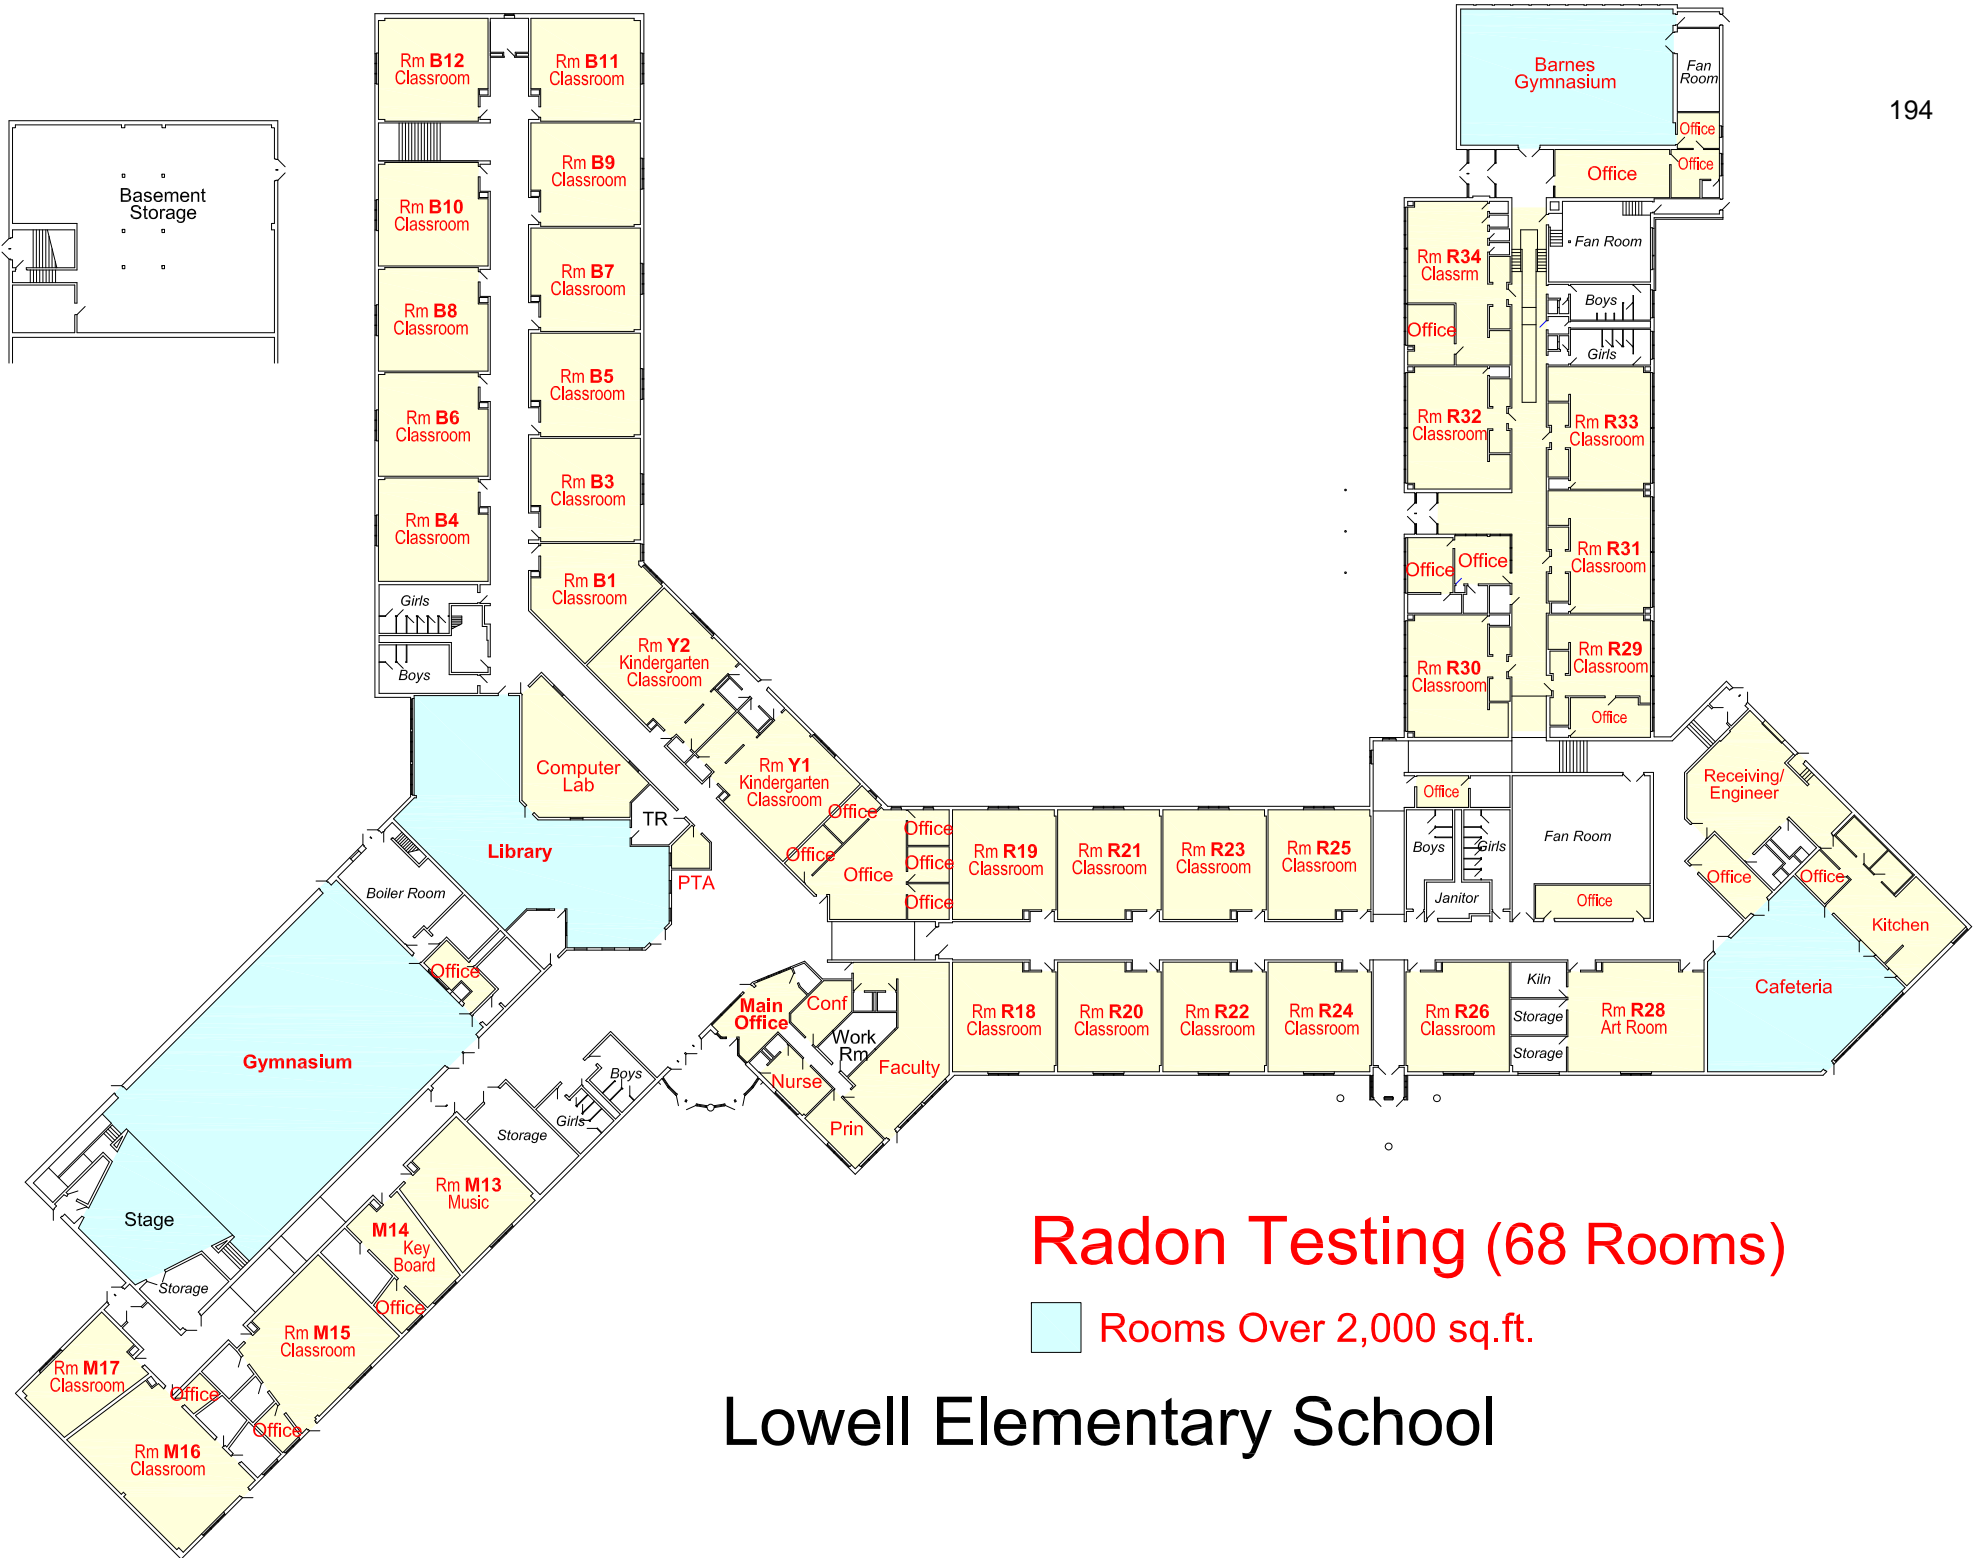 Rm B12
Classroom
Rm B11
Classroom
Barnes
Gymnasium
Fan
Room
194
Office
Office
Office
Basement
Storage
Rm B9
Classroom
Rm B10
Classroom
Rm B7
Classroom
Rm B8
Classroom
Rm B5
Classroom
Rm B6
Classroom
Rm B3
Classroom
Rm B4
Classroom
Rm B1
Classroom
Girls
Boys
Rm Y2
Kindergarten
Classroom
Rm Y1
Kindergarten
Classroom
Rm R34
Classrm
Office
Fan Room
Boys
Girls
Rm R32
Classroom
Rm R33
Classroom
Rm R31
Classroom
Office
Office
Rm R30
Classroom
Rm R29
Classroom
Office
Computer
Lab
TR
PTA
Library
Boiler Room
Office
Office
Office
Office
Office
Office
Office
Rm R19
Classroom
Rm R21
Classroom
Rm R23
Classroom
Rm R25
Classroom
Office
Boys
Girls
Janitor
Fan Room
Office
Receiving/
Engineer
Office
Office
Kitchen
Cafeteria
Gymnasium
Main
Office
Conf
Work
Rm
Faculty
Nurse
Prin
Rm R18
Classroom
Rm R20
Classroom
Rm R22
Classroom
Rm R24
Classroom
Rm R26
Classroom
Kiln
Storage
Storage
Rm R28
Art Room
Boys
Girls
Storage
Rm M13
Music
M14
Key
Board
Office
Stage
Storage
Rm M15
Classroom
Rm M17
Classroom
Office
Office
Rm M16
Classroom
Radon Testing (68 Rooms)
Rooms Over 2,000 sq.ft.
Lowell Elementary School